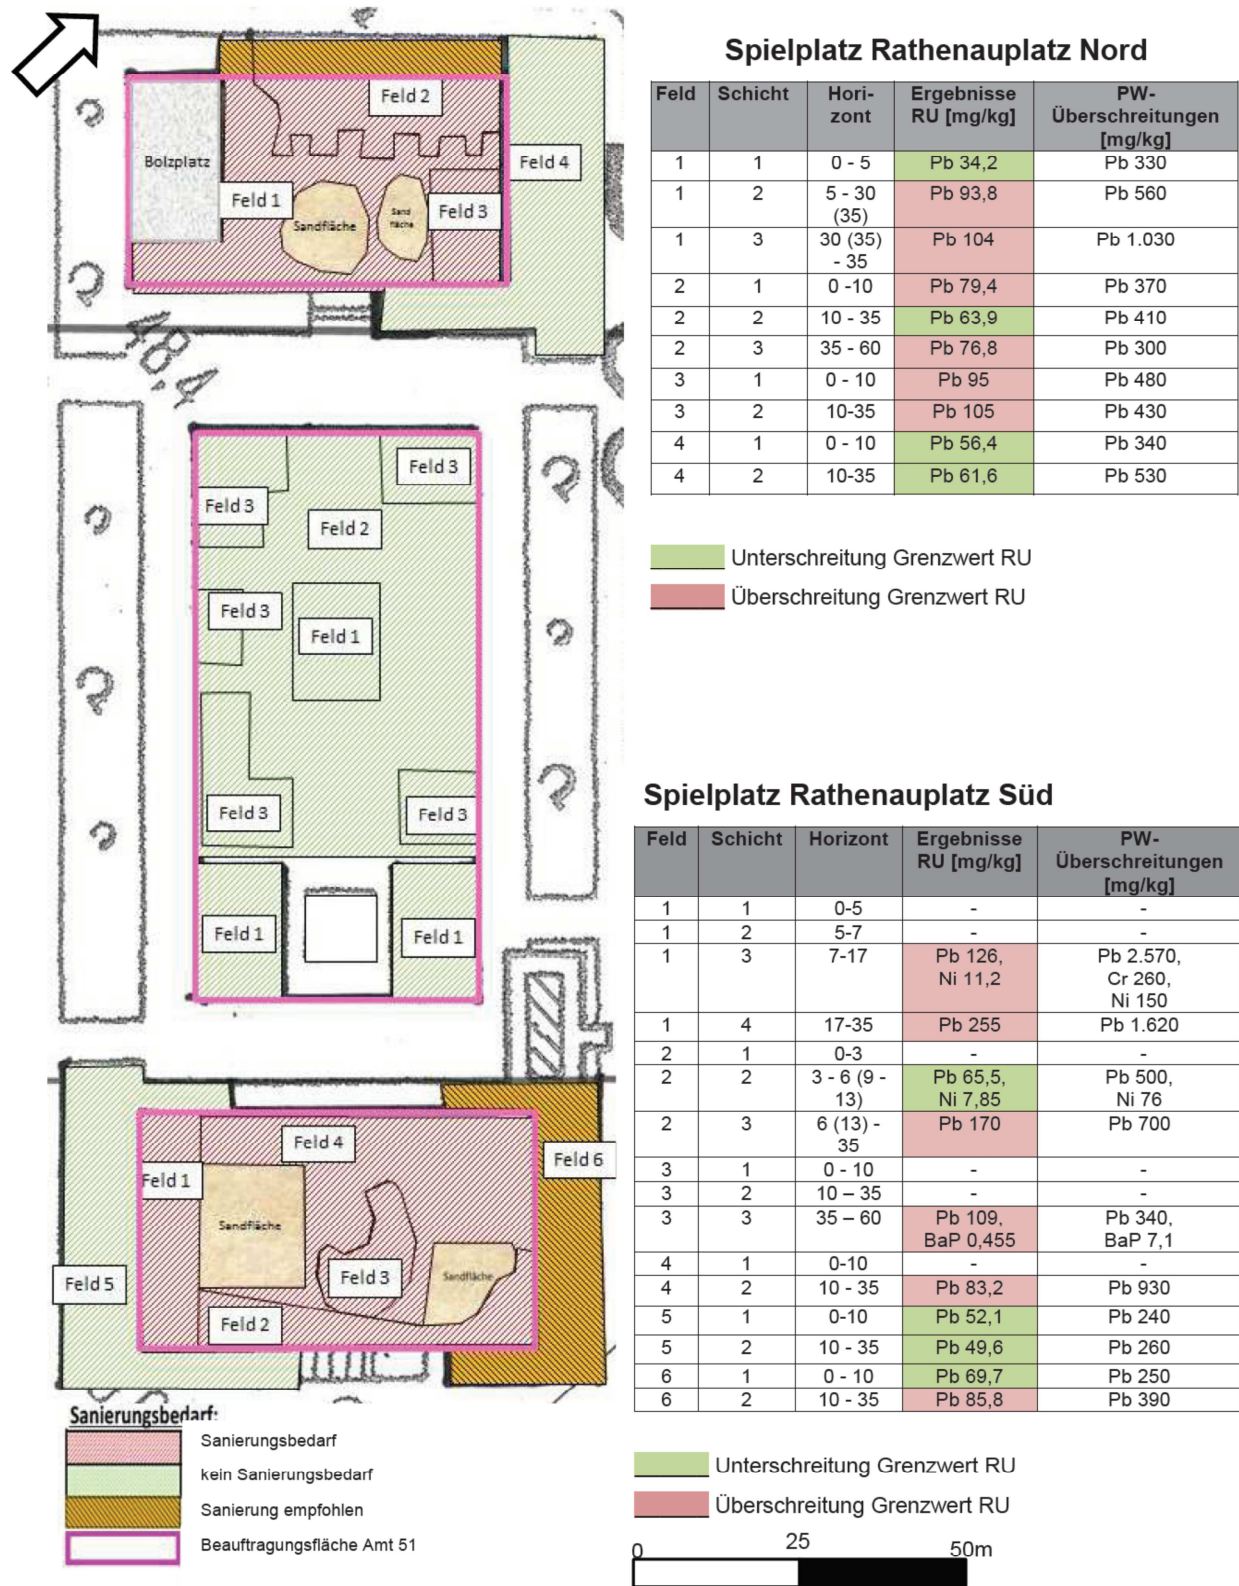 Feld 2
Bolzplatz
Feld 4
Feld 1
Feld 3
Sandfläche
Sand
fläche
48,4
Feld 3
Feld 3
Feld 2
Feld 3
Feld 1
Feld 3
Feld 3
Feld 1
Feld 1
Feld 4
Feld 6
Feld 1
Sandfläche
Feld 3
Sandfläche
Feld 5
Feld 2
Sanierungsbedarf:
Sanierungsbedarf
kein Sanierungsbedarf
Sanierung empfohlen
Beauftragungsfläche Amt 51
Spielplatz Rathenauplatz Nord
Feld Schicht Hori- Ergebnisse PW-
zont RU [mg/kg] Überschreitungen
[mg/kg]
1 1 0 - 5 Pb 34,2 Pb 330
1 2 5 - 30 Pb 93,8 Pb 560
(35)
1 3 30 (35) Pb 104 Pb 1.030
- 35
2 1 0 -10 Pb 79,4 Pb 370
2 2 10 - 35 Pb 63,9 Pb 410
2 3 35 - 60 Pb 76,8 Pb 300
3 1 0 - 10 Pb 95 Pb 480
3 2 10-35 Pb 105 Pb 430
4 1 0 - 10 Pb 56,4 Pb 340
4 2 10-35 Pb 61,6 Pb 530
Unterschreitung Grenzwert RU
Überschreitung Grenzwert RU
Spielplatz Rathenauplatz Süd
Feld Schicht Horizont Ergebnisse PW-
RU [mg/kg] Überschreitungen
[mg/kg]
1 1 0-5 - -
1 2 5-7 - -
1 3 7-17 Pb 126, Pb 2.570,
Ni 11,2 Cr 260,
Ni 150
1 4 17-35 Pb 255 Pb 1.620
2 1 0-3 - -
2 2 3 - 6 (9 - Pb 65,5, Pb 500,
13) Ni 7,85 Ni 76
2 3 6 (13) - Pb 170 Pb 700
35
3 1 0 - 10 - -
3 2 10 – 35 - -
3 3 35 – 60 Pb 109, Pb 340,
BaP 0,455 BaP 7,1
4 1 0-10 - -
4 2 10 - 35 Pb 83,2 Pb 930
5 1 0-10 Pb 52,1 Pb 240
5 2 10 - 35 Pb 49,6 Pb 260
6 1 0 - 10 Pb 69,7 Pb 250
6 2 10 - 35 Pb 85,8 Pb 390
Unterschreitung Grenzwert RU
Überschreitung Grenzwert RU
0 25 50m